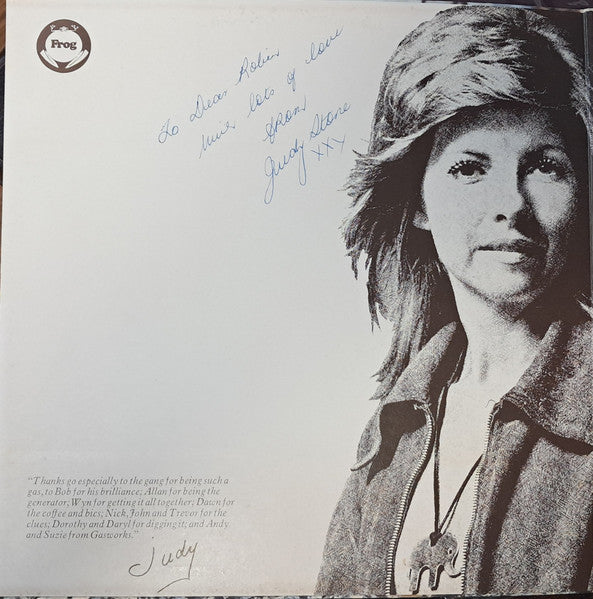 Frog
To Dear Robin
with lots of love
from
Judy Stone
xxx
"Thanks go especially to the gang for being such a
gas, to Bob for his brilliance; Allan for being the
generator; Wyn for getting it all together; Dawn for
the coffee and bics; Nick, John and Trevor for the
clues; Dorothy and Daryl for digging it; and Andy
and Suzie from Gasworks."
Judy